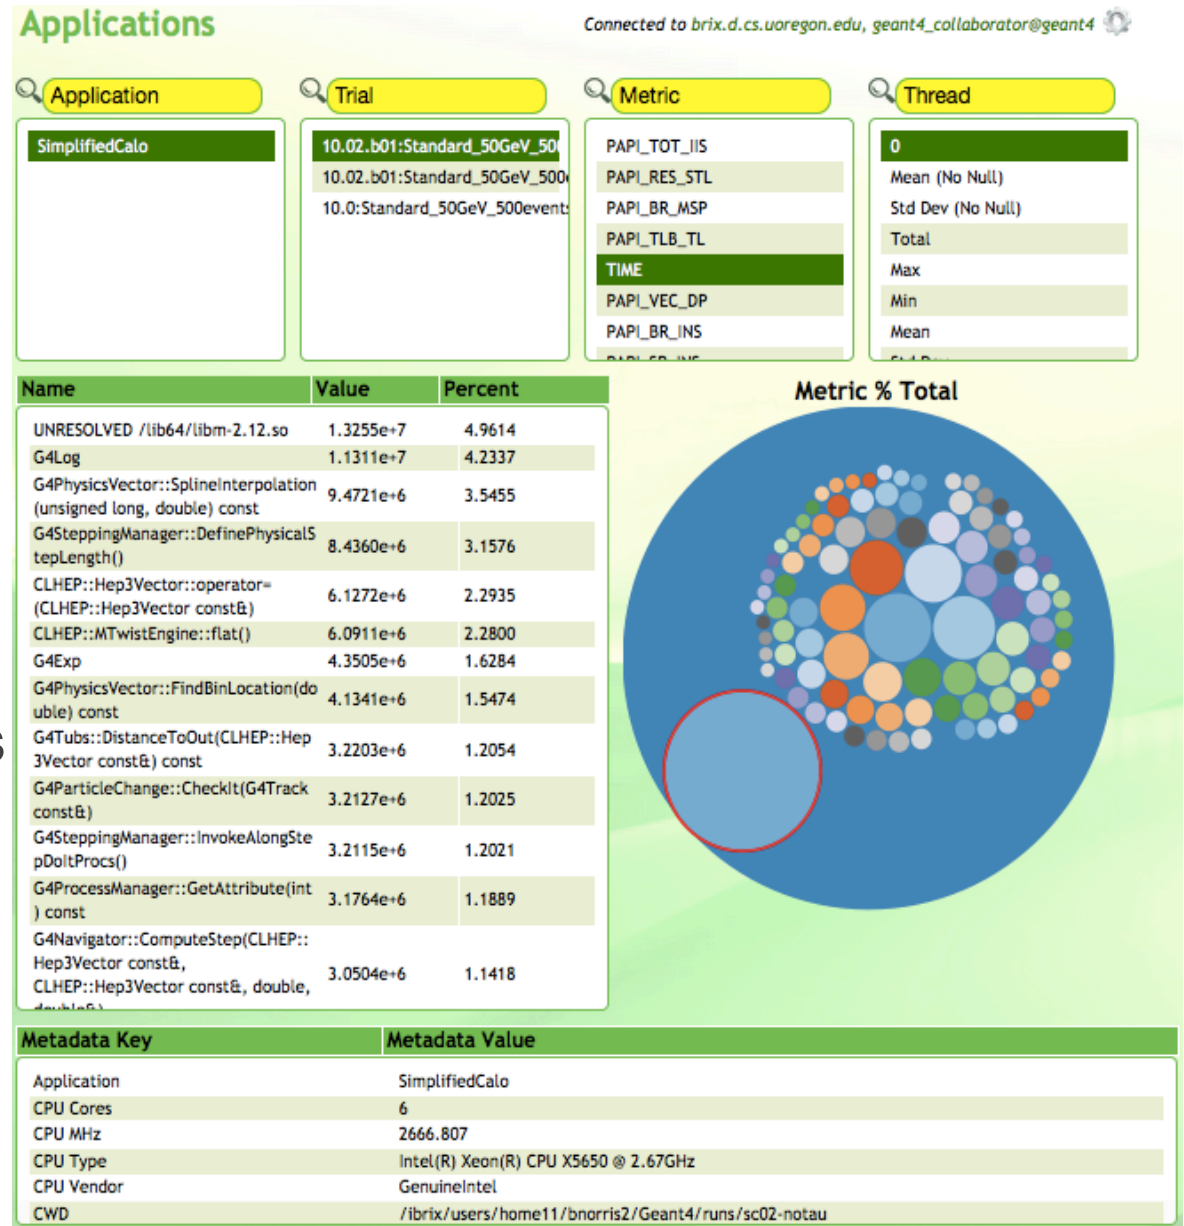 Applications
Connected to brix.d.cs.uoregon.edu, geant4_collaborator@geant4
Application
Trial
Metric
Thread
SimplifiedCalo
10.02.b01:Standard_50GeV_500
10.02.b01:Standard_50GeV_500
10.0:Standard_50GeV_500events
PAPI_TOT_IIS
PAPI_RES_STL
PAPI_BR_MSP
PAPI_TLB_TL
TIME
PAPI_VEC_DP
PAPI_BR_INS
0
Mean (No Null)
Std Dev (No Null)
Total
Max
Min
Mean
Name Value Percent
UNRESOLVED /lib64/libm-2.12.so 1.3255e+7 4.9614
G4Log 1.1311e+7 4.2337
G4PhysicsVector::SplineInterpolation
(unsigned long, double) const 9.4721e+6 3.5455
G4SteppingManager::DefinePhysicalS
tepLength() 8.4360e+6 3.1576
CLHEP::Hep3Vector::operator=
(CLHEP::Hep3Vector const&) 6.1272e+6 2.2935
CLHEP::MTwistEngine::flat() 6.0911e+6 2.2800
G4Exp 4.3505e+6 1.6284
G4PhysicsVector::FindBinLocation(do
uble) const 4.1341e+6 1.5474
G4Tubs::DistanceToOut(CLHEP::Hep
3Vector const&) const 3.2203e+6 1.2054
G4ParticleChange::CheckIt(G4Track
const&) 3.2127e+6 1.2025
G4SteppingManager::InvokeAlongSte
pDoItProcs() 3.2115e+6 1.2021
G4ProcessManager::GetAttribute(int
) const 3.1764e+6 1.1889
G4Navigator::ComputeStep(CLHEP::
Hep3Vector const&,
CLHEP::Hep3Vector const&, double, 3.0504e+6 1.1418
s
Metric % Total
Metadata Key Metadata Value
Application SimplifiedCalo
CPU Cores 6
CPU MHz 2666.807
CPU Type Intel(R) Xeon(R) CPU X5650 @ 2.67GHz
CPU Vendor GenuineIntel
CWD /ibrix/users/home11/bnorris2/Geant4/runs/sc02-notau